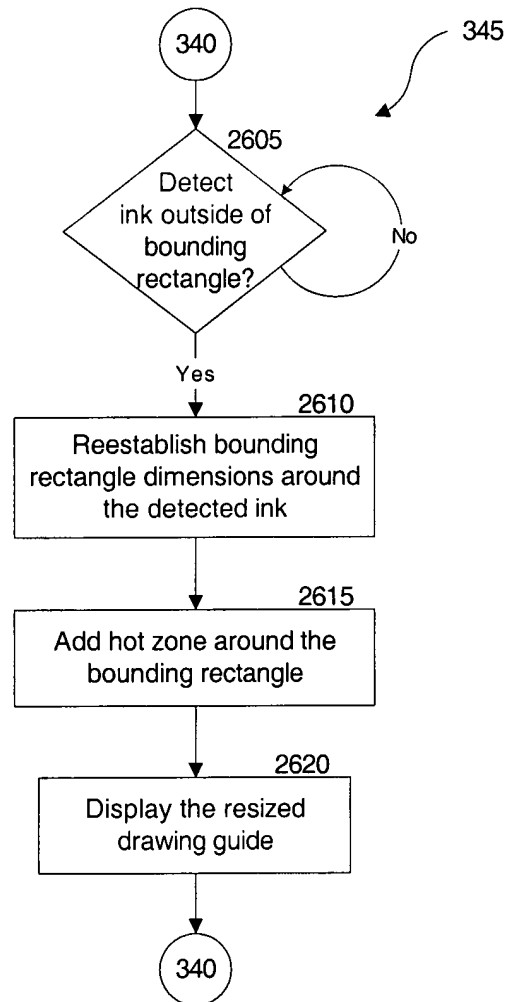 340
345
2605
Detect
ink outside of
bounding
rectangle?
No
Yes
2610
Reestablish bounding
rectangle dimensions around
the detected ink
2615
Add hot zone around the
bounding rectangle
2620
Display the resized
drawing guide
340